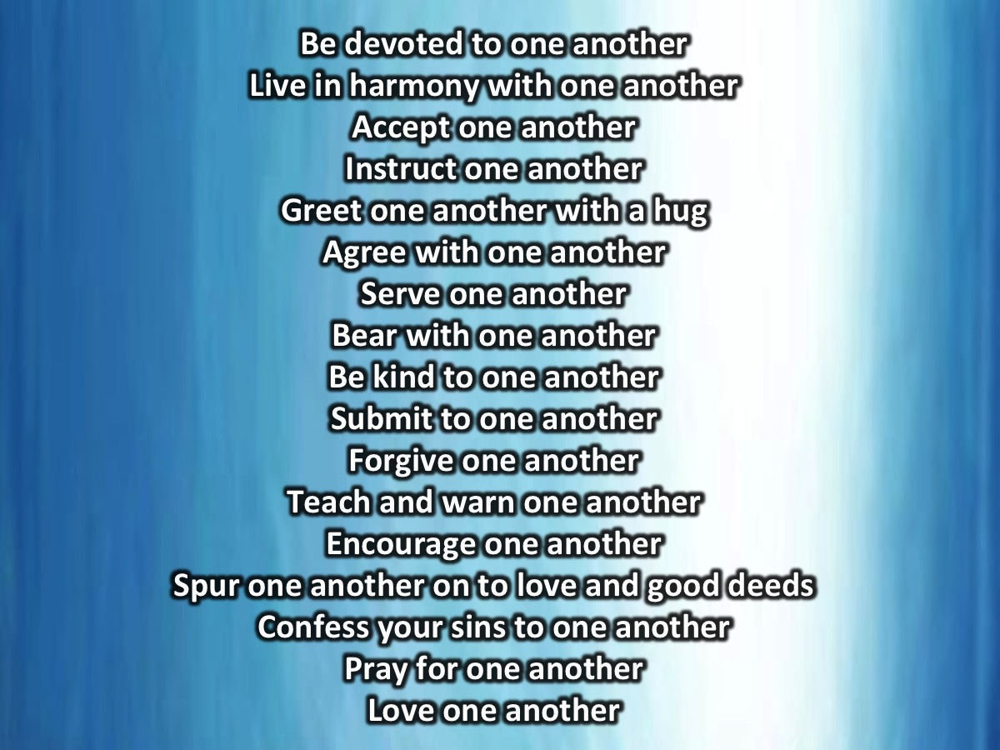 Be devoted to one another
Live in harmony with one another
Accept one another
Instruct one another
Greet one another with a hug
Agree with one another
Serve one another
Bear with one another
Be kind to one another
Submit to one another
Forgive one another
Teach and warn one another
Encourage one another
Spur one another on to love and good deeds
Confess your sins to one another
Pray for one another
Love one another